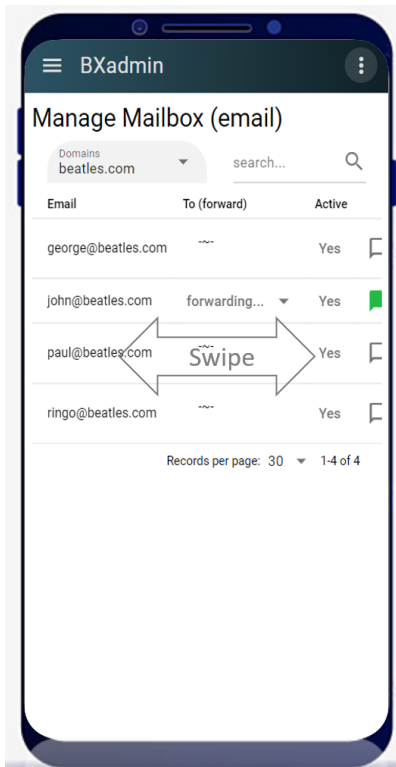 BXadmin
Manage Mailbox (email)
Domains
beatles.com
search...
Email To (forward) Active
george@beatles.com -~- Yes
john@beatles.com forwarding... Yes
paul@beatles.com -~- Yes
Swipe
ringo@beatles.com -~- Yes
Records per page: 30 1-4 of 4